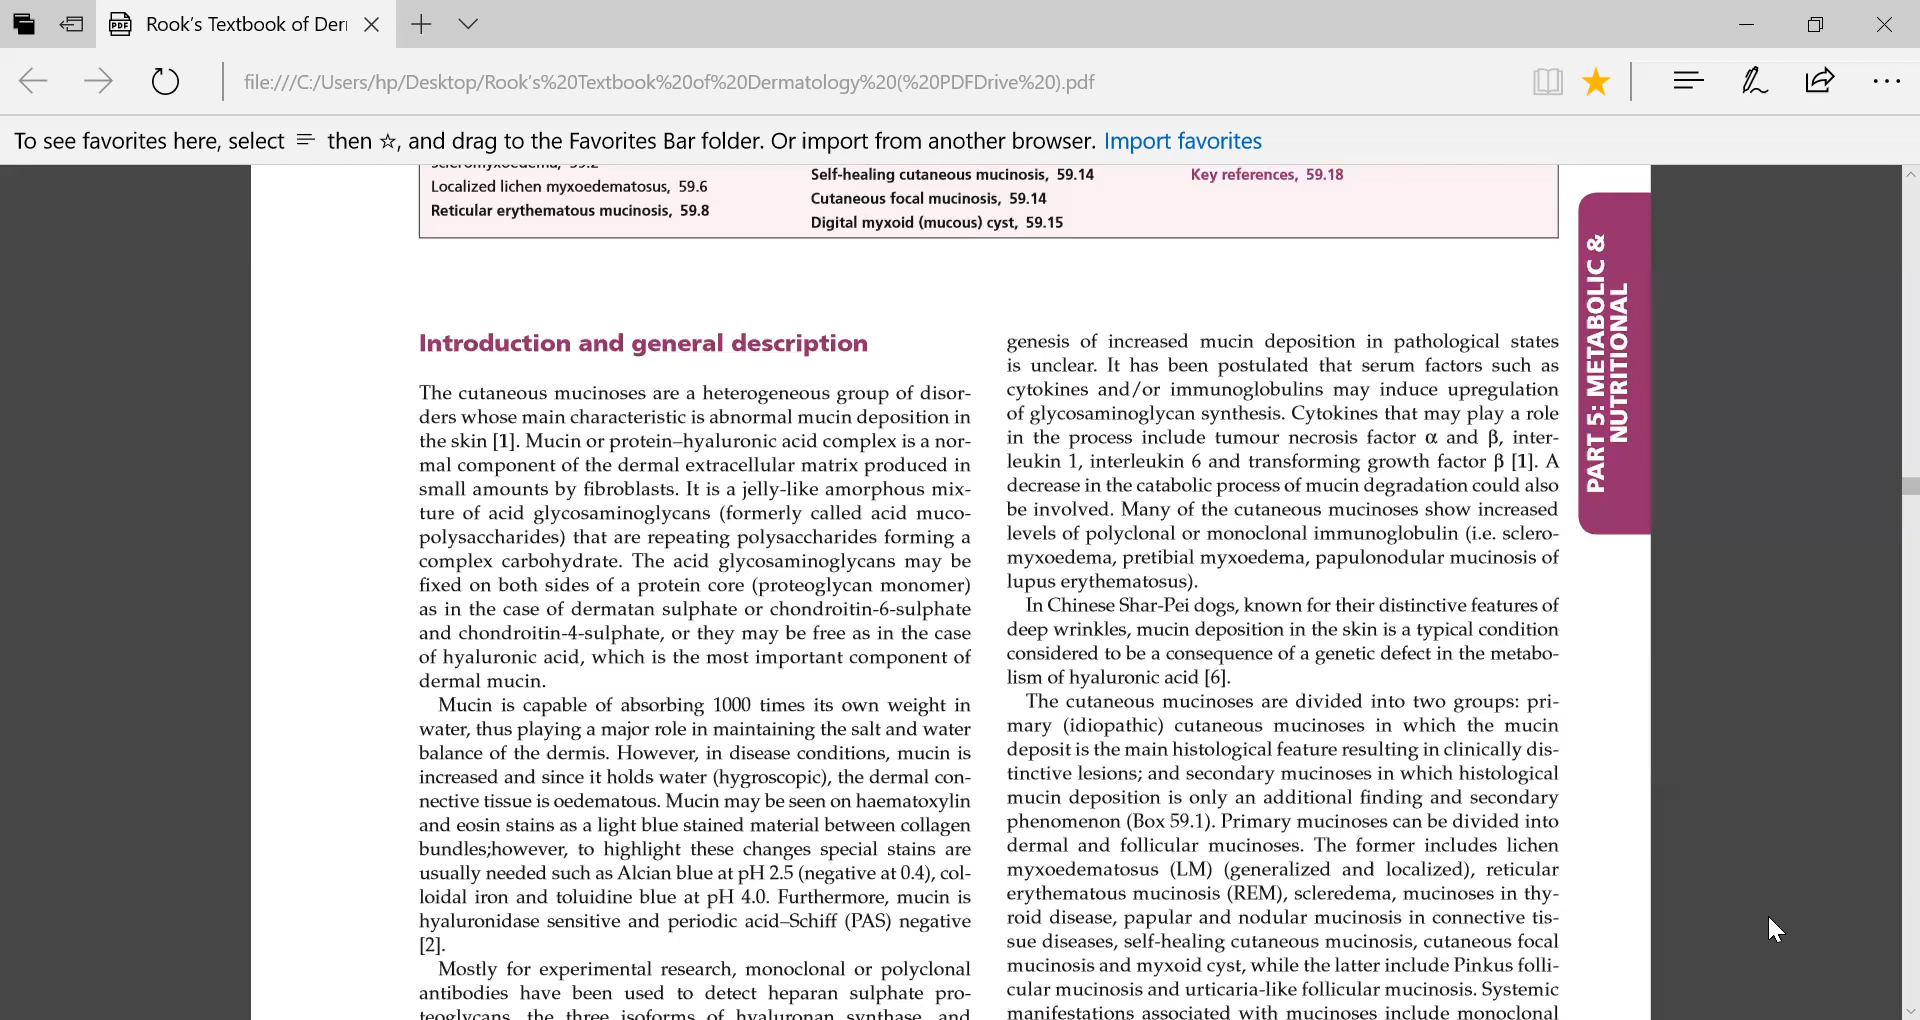 Rook's Textbook of Der
file:///C:/Users/hp/Desktop/Rook's%20Textbook%20of%20Dermatology%20(%20PDFDrive%20).pdf
To see favorites here, select then , and drag to the Favorites Bar folder. Or import from another browser. Import favorites
scleromyxoedema, 59.2
Localized lichen myxoedematosus, 59.6
Reticular erythematous mucinosis, 59.8
Self-healing cutaneous mucinosis, 59.14
Cutaneous focal mucinosis, 59.14
Digital myxoid (mucous) cyst, 59.15
Key references, 59.18
PART 5: METABOLIC &
NUTRITIONAL
Introduction and general description
The cutaneous mucinoses are a heterogeneous group of disor-
ders whose main characteristic is abnormal mucin deposition in
the skin [1]. Mucin or protein–hyaluronic acid complex is a nor-
mal component of the dermal extracellular matrix produced in
small amounts by fibroblasts. It is a jelly-like amorphous mix-
ture of acid glycosaminoglycans (formerly called acid muco-
polysaccharides) that are repeating polysaccharides forming a
complex carbohydrate. The acid glycosaminoglycans may be
fixed on both sides of a protein core (proteoglycan monomer)
as in the case of dermatan sulphate or chondroitin-6-sulphate
and chondroitin-4-sulphate, or they may be free as in the case
of hyaluronic acid, which is the most important component of
dermal mucin.
Mucin is capable of absorbing 1000 times its own weight in
water, thus playing a major role in maintaining the salt and water
balance of the dermis. However, in disease conditions, mucin is
increased and since it holds water (hygroscopic), the dermal con-
nective tissue is oedematous. Mucin may be seen on haematoxylin
and eosin stains as a light blue stained material between collagen
bundles;however, to highlight these changes special stains are
usually needed such as Alcian blue at pH 2.5 (negative at 0.4), col-
loidal iron and toluidine blue at pH 4.0. Furthermore, mucin is
hyaluronidase sensitive and periodic acid–Schiff (PAS) negative
[2].
Mostly for experimental research, monoclonal or polyclonal
antibodies have been used to detect heparan sulphate pro-
teoglycans, the three isoforms of hyaluronan synthase, and
genesis of increased mucin deposition in pathological states
is unclear. It has been postulated that serum factors such as
cytokines and/or immunoglobulins may induce upregulation
of glycosaminoglycan synthesis. Cytokines that may play a role
in the process include tumour necrosis factor α and β, inter-
leukin 1, interleukin 6 and transforming growth factor β [1]. A
decrease in the catabolic process of mucin degradation could also
be involved. Many of the cutaneous mucinoses show increased
levels of polyclonal or monoclonal immunoglobulin (i.e. sclero-
myxoedema, pretibial myxoedema, papulonodular mucinosis of
lupus erythematosus).
In Chinese Shar-Pei dogs, known for their distinctive features of
deep wrinkles, mucin deposition in the skin is a typical condition
considered to be a consequence of a genetic defect in the metabo-
lism of hyaluronic acid [6].
The cutaneous mucinoses are divided into two groups: pri-
mary (idiopathic) cutaneous mucinoses in which the mucin
deposit is the main histological feature resulting in clinically dis-
tinctive lesions; and secondary mucinoses in which histological
mucin deposition is only an additional finding and secondary
phenomenon (Box 59.1). Primary mucinoses can be divided into
dermal and follicular mucinoses. The former includes lichen
myxoedematosus (LM) (generalized and localized), reticular
erythematous mucinosis (REM), scleredema, mucinoses in thy-
roid disease, papular and nodular mucinosis in connective tis-
sue diseases, self-healing cutaneous mucinosis, cutaneous focal
mucinosis and myxoid cyst, while the latter include Pinkus folli-
cular mucinosis and urticaria-like follicular mucinosis. Systemic
manifestations associated with mucinoses include monoclonal